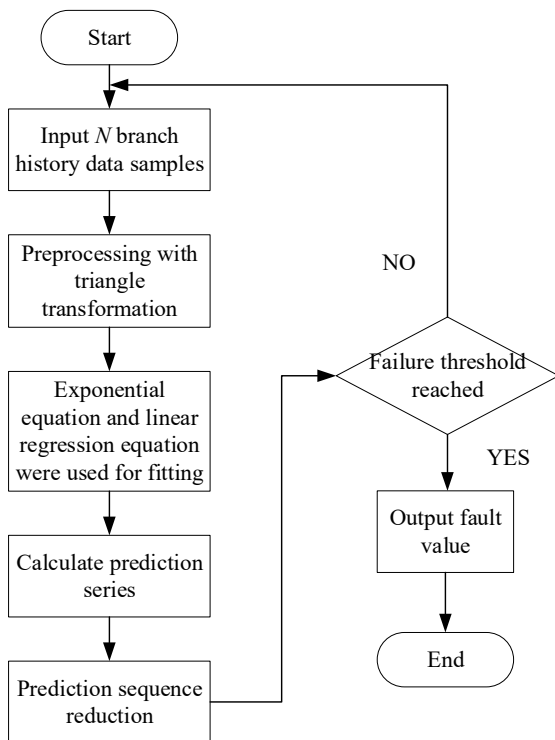 Start
Input N branch
history data samples
Preprocessing with
triangle
transformation
Exponential
equation and linear
regression equation
were used for fitting
Calculate prediction
series
Prediction sequence
reduction
NO
Failure threshold
reached
YES
Output fault
value
End